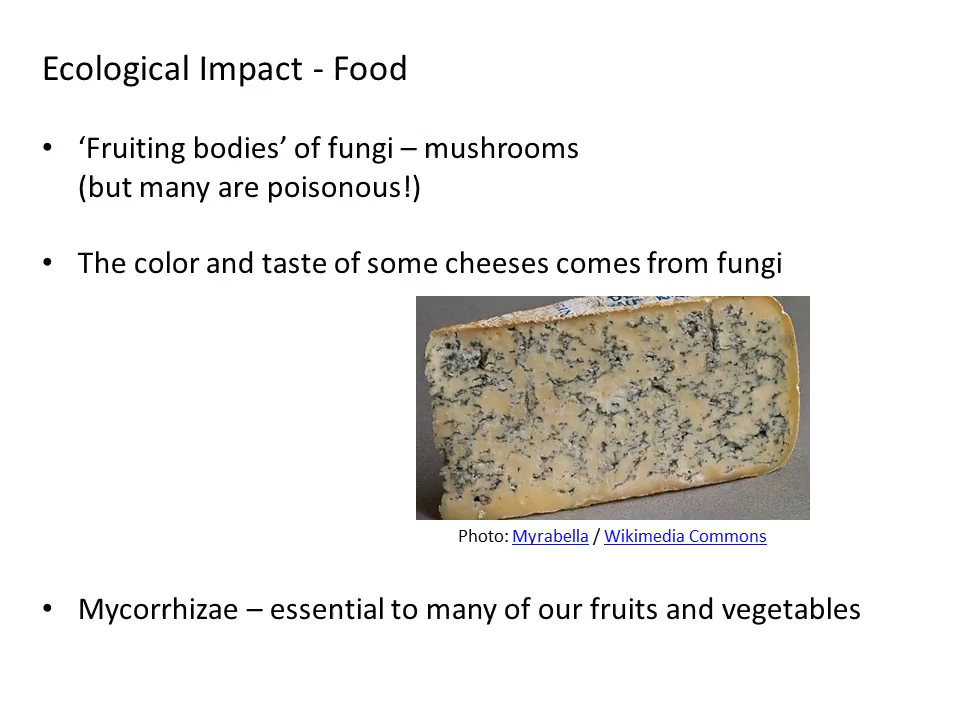 Ecological Impact - Food
• ‘Fruiting bodies’ of fungi – mushrooms
(but many are poisonous!)
• The color and taste of some cheeses comes from fungi
Photo: Myrabella / Wikimedia Commons
• Mycorrhizae – essential to many of our fruits and vegetables